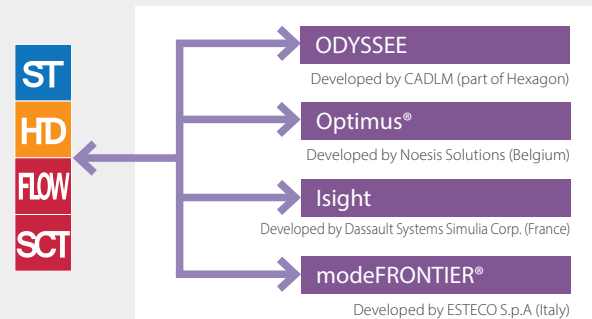 ST
HD
FLOW
SCT
ODYSSEE
Developed by CADLM (part of Hexagon)
Optimus®
Developed by Noesis Solutions (Belgium)
Isight
Developed by Dassault Systems Simulia Corp. (France)
modeFRONTIER®
Developed by ESTECO S.p.A (Italy)